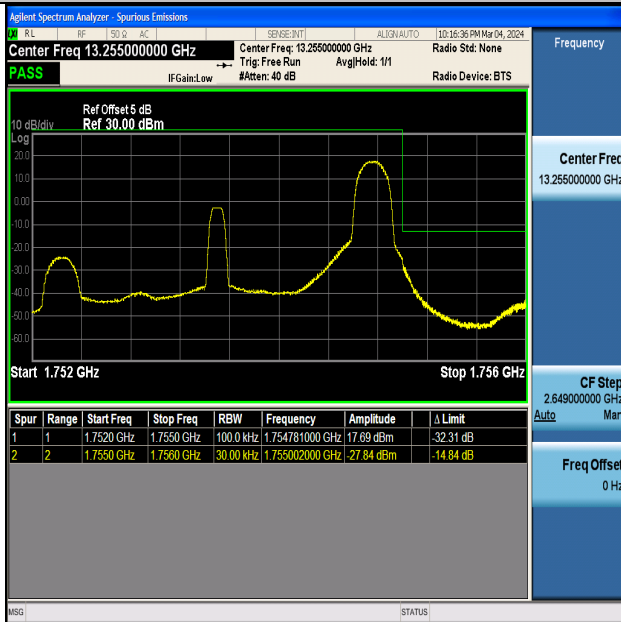 Agilent Spectrum Analyzer - Spurious Emissions
RL RF 50 Ω AC SENSE:INT ALIGNAUTO 10:16:36 PM Mar 04, 2024
Center Freq 13.255000000 GHz Center Freq: 13.255000000 GHz Radio Std: None Frequency
Trig: Free Run Avg|Hold: 1/1
PASS IFGain:Low #Atten: 40 dB Radio Device: BTS
Ref Offset 5 dB
10 dB/div Ref 30.00 dBm
Log
20.0
10.0
0.00
-10.0
-20.0
-30.0
-40.0
-50.0
-60.0
Start 1.752 GHz Stop 1.756 GHz
Center Freq
13.255000000 GHz
CF Step
2.649000000 GHz
Auto Man
Freq Offset
0 Hz
Spur Range Start Freq Stop Freq RBW Frequency Amplitude Δ Limit
1 1 1.7520 GHz 1.7550 GHz 100.0 kHz 1.754781000 GHz 17.69 dBm -32.31 dB
2 2 1.7550 GHz 1.7560 GHz 30.00 kHz 1.755002000 GHz -27.84 dBm -14.84 dB
MSG STATUS